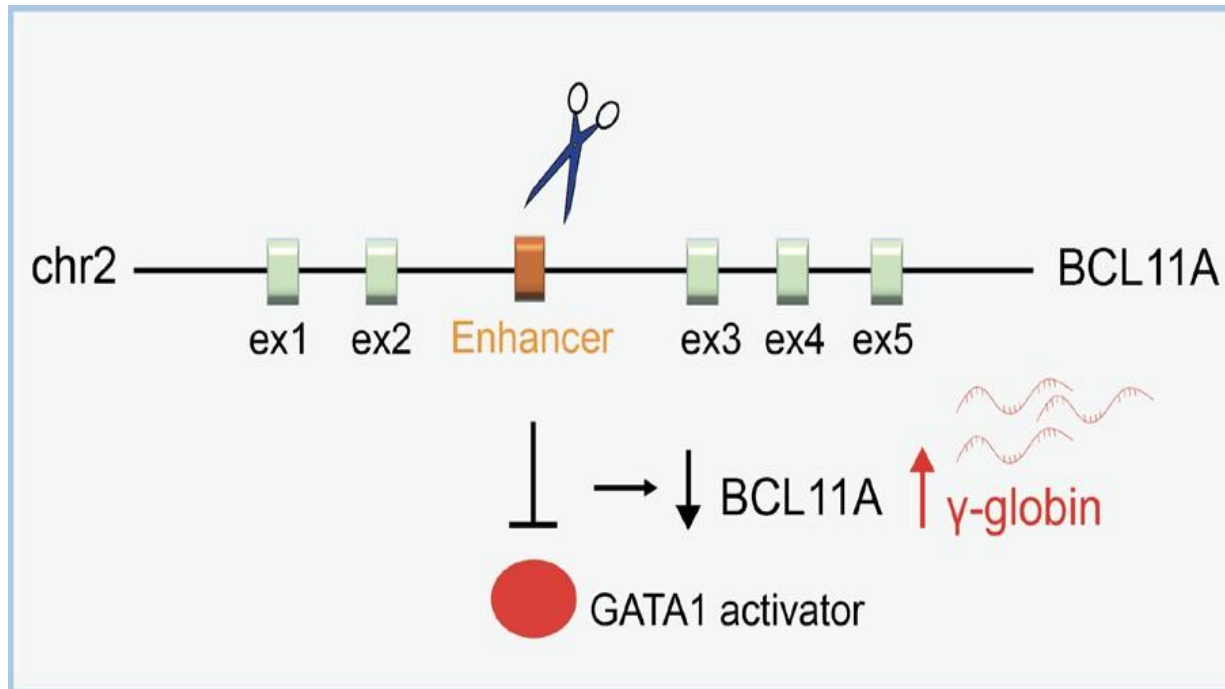 chr2 BCL11A
ex1 ex2 Enhancer ex3 ex4 ex5
BCL11A γ-globin
GATA1 activator